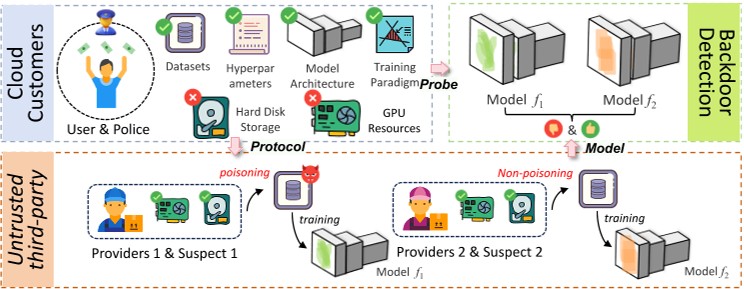 Cloud
Customers
User & Police
Datasets
Hyperpar
ameters
Model
Architecture
Training
Paradigm
Hard Disk
Storage
GPU
Resources
Probe
Protocol
Model f1
Model f2
&
Model
Backdoor
Detection
Untrusted
third-party
Providers 1 & Suspect 1
poisoning
training
Model f1
Providers 2 & Suspect 2
Non-poisoning
training
Model f2